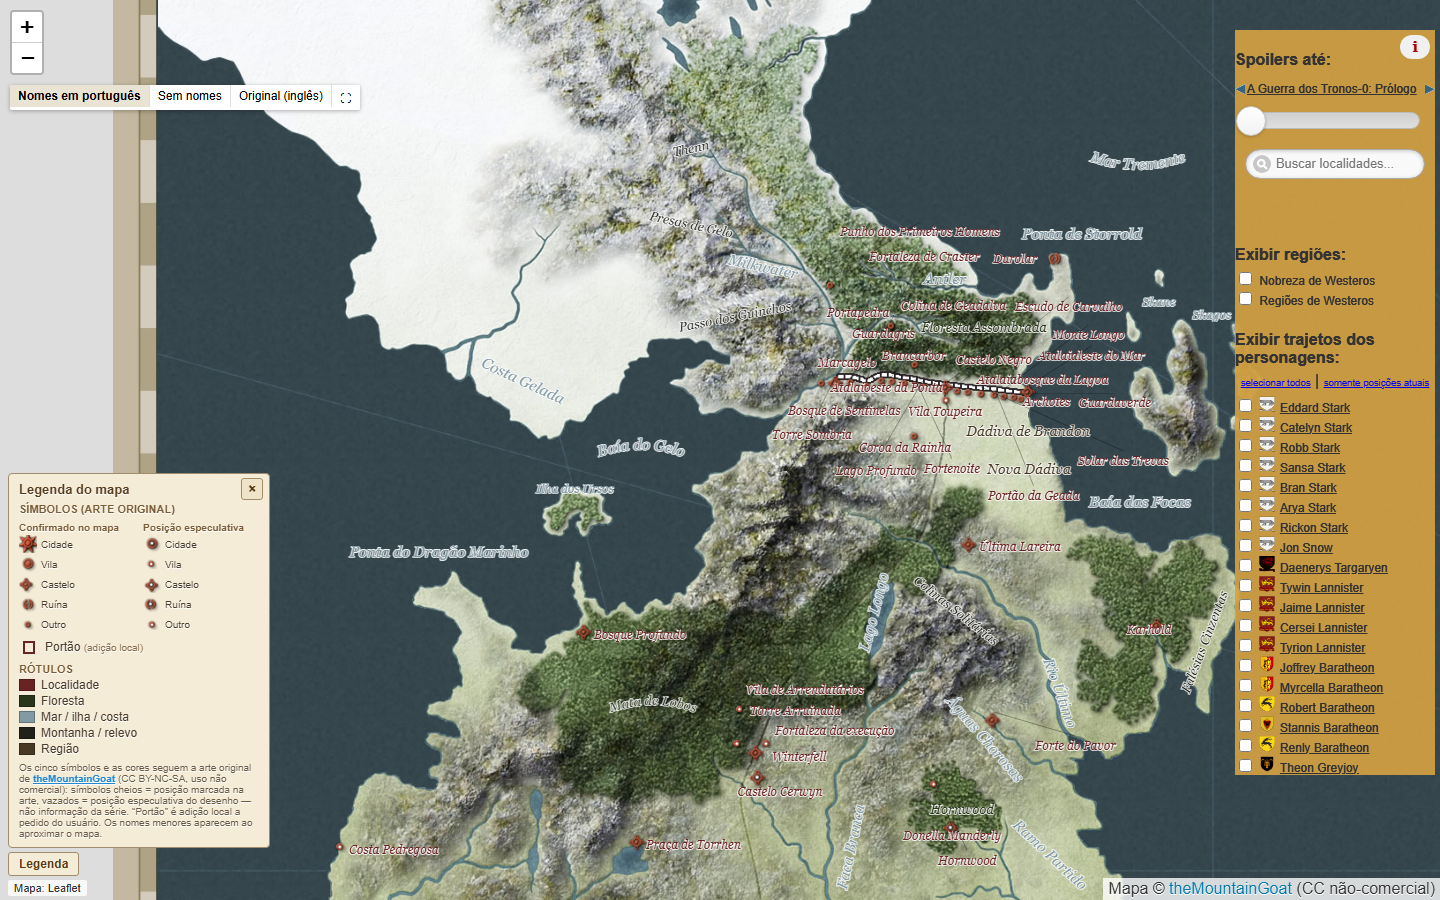 +
−
Nomes em português
Sem nomes
Original (inglês)
Spoilers até:
i
A Guerra dos Tronos-0: Prólogo
Buscar localidades...
Exibir regiões:
Nobreza de Westeros
Regiões de Westeros
Exibir trajetos dos
personagens:
selecionar todos | somente posições atuais
Eddard Stark
Catelyn Stark
Robb Stark
Sansa Stark
Bran Stark
Arya Stark
Rickon Stark
Jon Snow
Daenerys Targaryen
Tywin Lannister
Jaime Lannister
Cersei Lannister
Tyrion Lannister
Joffrey Baratheon
Myrcella Baratheon
Robert Baratheon
Stannis Baratheon
Renly Baratheon
Theon Greyjoy
Thenn
Mar Tremente
Presas de Gelo
Punho dos Primeiros Homens
Ponta de Storrold
Fortaleza de Craster
Durolar
Milkwater
Antler
Skane
Skagos
Colina de Geadalva
Escudo de Carvalho
Portapedra
Passo dos Guinchos
Guardagris
Floresta Assombrada
Monte Longo
Marcagelo
Brancarbor
Castelo Negro
Atalaialeste do Mar
Costa Gelada
Atalaiabosque da Lagoa
Atalaioeste da Ponte
Archotes
Guardaverde
Bosque de Sentinelas
Vila Toupeira
Torre Sombria
Dádiva de Brandon
Baía do Gelo
Coroa da Rainha
Solar das Trevas
Lago Profundo
Fortenoite
Nova Dádiva
Ilha dos Ursos
Portão da Geada
Baía das Focas
Ponta do Dragão Marinho
Última Lareira
Lago Longo
Colinas Solitárias
Bosque Profundo
Karhold
Falésias Cinzentas
Rio Último
Vila de Arrendatários
Mata de Lobos
Torre Arruinada
Águas Chorosas
Fortaleza da execução
Forte do Pavor
Winterfell
Castelo Cerwyn
Hornwood
Costa Pedregosa
Praça de Torrhen
Faca Branca
Donella Manderly
Ramo Partido
Hornwood
Legenda do mapa
×
SÍMBOLOS (ARTE ORIGINAL)
Confirmado no mapa
Posição especulativa
Cidade
Cidade
Vila
Vila
Castelo
Castelo
Ruína
Ruína
Outro
Outro
Portão (adição local)
RÓTULOS
Localidade
Floresta
Mar / ilha / costa
Montanha / relevo
Região
Os cinco símbolos e as cores seguem a arte original
de theMountainGoat (CC BY-NC-SA, uso não
comercial): símbolos cheios = posição marcada na
arte, vazados = posição especulativa do desenho —
não informação da série. "Portão" é adição local a
pedido do usuário. Os nomes menores aparecem ao
aproximar o mapa.
Legenda
Mapa: Leaflet
Mapa © theMountainGoat (CC não-comercial)